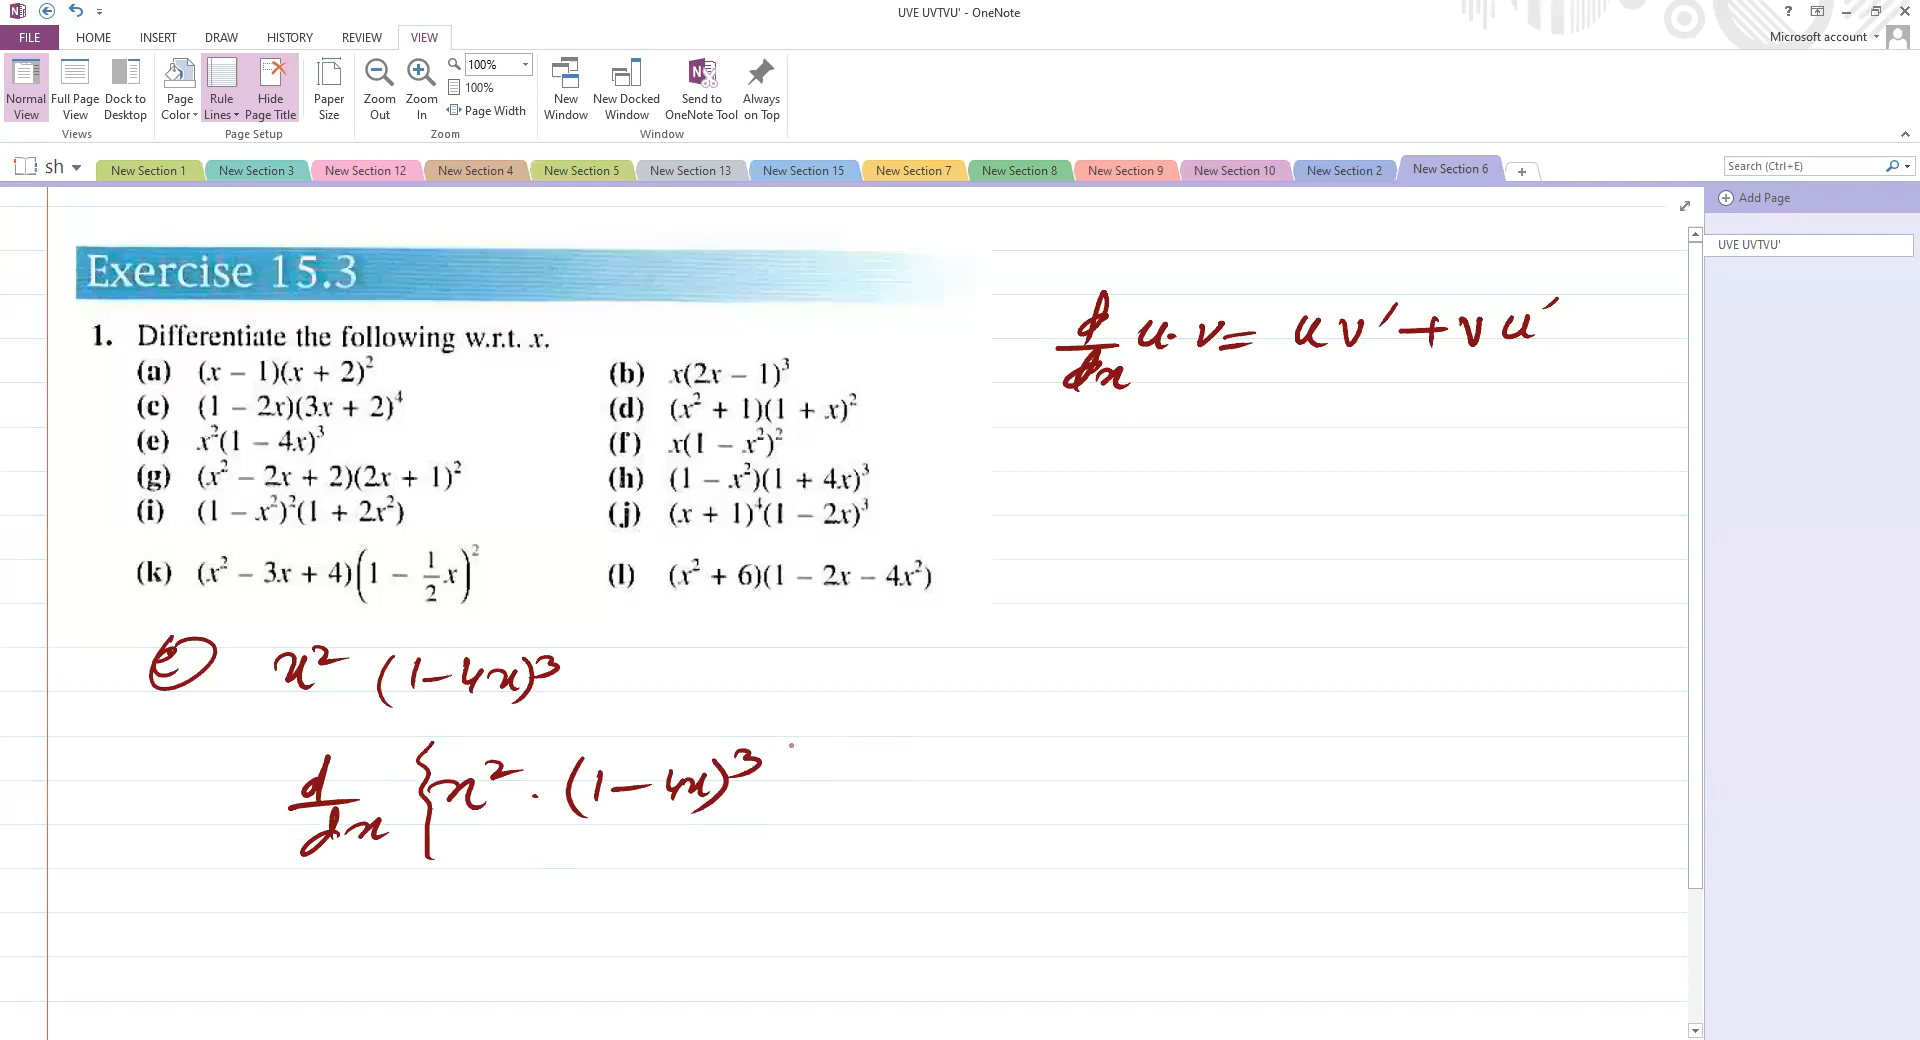 UVE UVTVU' - OneNote
?
Microsoft account
FILE HOME INSERT DRAW HISTORY REVIEW VIEW
Normal View
Full Page View
Dock to Desktop
Views
Page Color
Rule Lines
Hide Page Title
Paper Size
Page Setup
Zoom Out
Zoom In
100%
100%
Page Width
Zoom
New Window
New Docked Window
Send to OneNote Tool
Always on Top
Window
sh
New Section 1 New Section 3 New Section 12 New Section 4 New Section 5 New Section 13 New Section 15 New Section 7 New Section 8 New Section 9 New Section 10 New Section 2 New Section 6
Search (Ctrl+E)
Add Page
UVE UVTVU'
Exercise 15.3
1. Differentiate the following w.r.t. x.
(a) (x − 1)(x + 2)² (b) x(2x − 1)³
(c) (1 − 2x)(3x + 2)⁴ (d) (x² + 1)(1 + x)²
(e) x²(1 − 4x)³ (f) x(1 − x²)²
(g) (x² − 2x + 2)(2x + 1)² (h) (1 − x²)(1 + 4x)³
(i) (1 − x²)²(1 + 2x²) (j) (x + 1)⁴(1 − 2x)³
(k) (x² − 3x + 4)(1 − 1/2 x)² (l) (x² + 6)(1 − 2x − 4x²)
d/dx u·v = uv' + vu'
e x² (1−4x)³
d/dx {x² · (1−4x)³